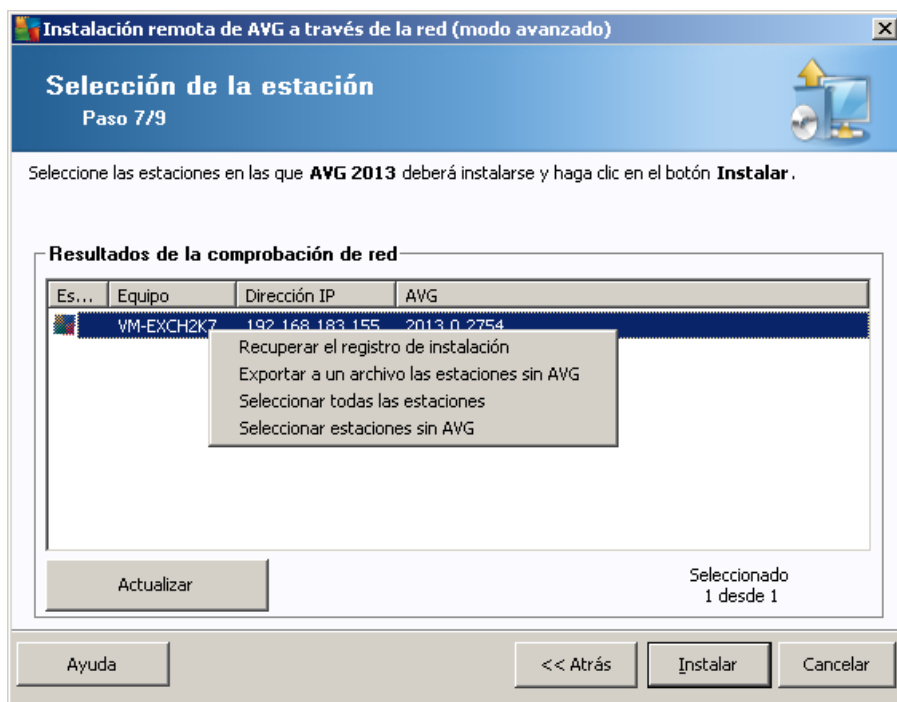 Instalación remota de AVG a través de la red (modo avanzado)
Selección de la estación
Paso 7/9
Seleccione las estaciones en las que AVG 2013 deberá instalarse y haga clic en el botón Instalar.
Resultados de la comprobación de red
Es... Equipo Dirección IP AVG
VM-EXCH2K7 192.168.183.155 2013.0.2754
Recuperar el registro de instalación
Exportar a un archivo las estaciones sin AVG
Seleccionar todas las estaciones
Seleccionar estaciones sin AVG
Actualizar
Seleccionado
1 desde 1
Ayuda << Atrás Instalar Cancelar